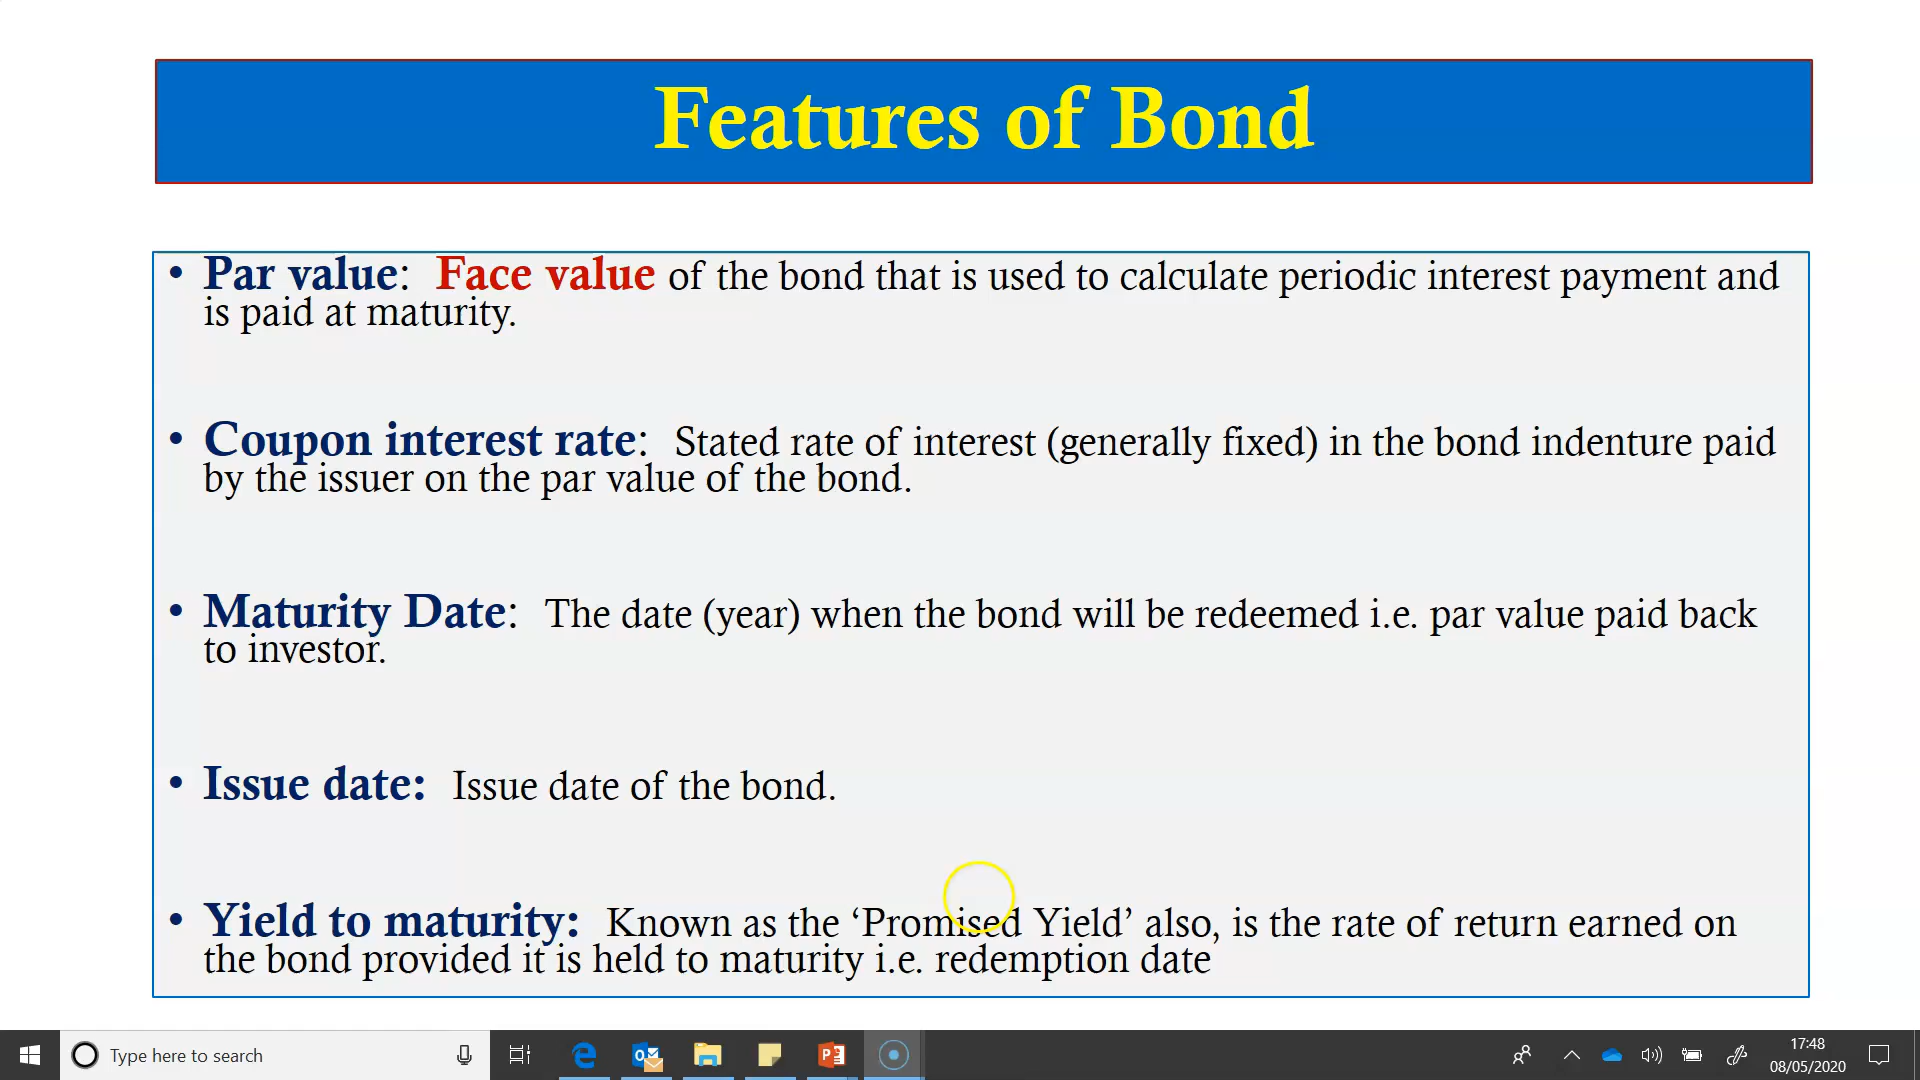 Features of Bond
• Par value:  Face value of the bond that is used to calculate periodic interest payment and
is paid at maturity.
• Coupon interest rate:  Stated rate of interest (generally fixed) in the bond indenture paid
by the issuer on the par value of the bond.
• Maturity Date:  The date (year) when the bond will be redeemed i.e. par value paid back
to investor.
• Issue date:  Issue date of the bond.
• Yield to maturity:  Known as the ‘Promised Yield’ also, is the rate of return earned on
the bond provided it is held to maturity i.e. redemption date
Type here to search
17:48
08/05/2020